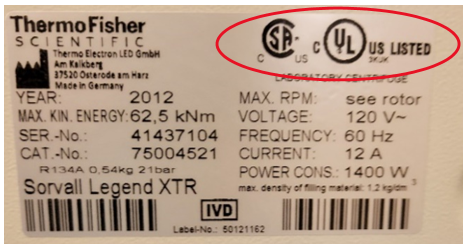 ThermoFisher
SCIENTIFIC
Thermo Electron LED GmbH
Am Kalkberg
37520 Osterode am Harz
Made in Germany
C SA US
C UL US LISTED
3KJK
LABORATORY CENTRIFUGE
YEAR: 2012
MAX. KIN. ENERGY: 62,5 kNm
SER.-No.: 41437104
CAT.-No.: 75004521
R134A 0,54kg 21bar
Sorvall Legend XTR
MAX. RPM: see rotor
VOLTAGE: 120 V~
FREQUENCY: 60 Hz
CURRENT: 12 A
POWER CONS.: 1400 W
max. density of filling material: 1,2 kg/dm³
IVD
Label-No.: 50121162